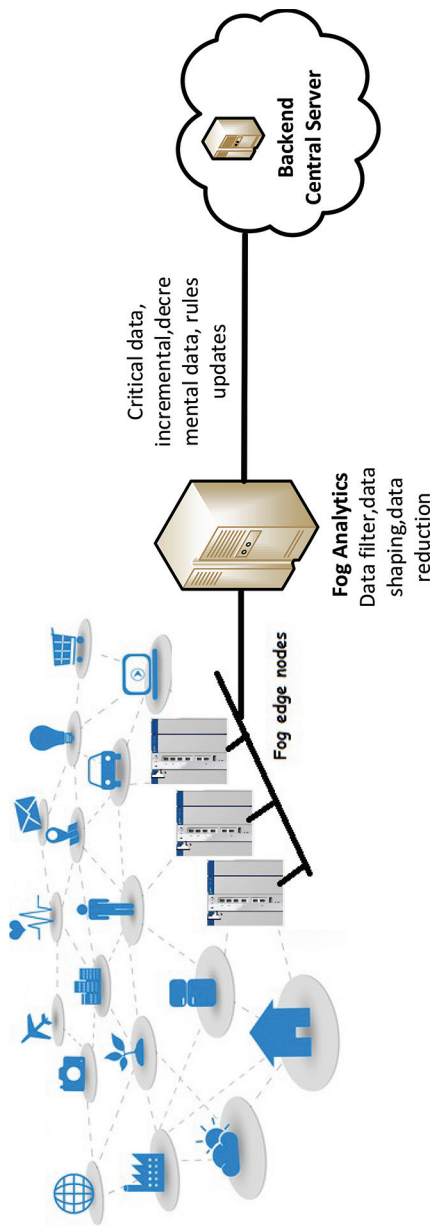 Fog edge nodes
Fog Analytics
Data filter,data
shaping,data
reduction
Critical data,
incremental,decre
mental data, rules
updates
Backend
Central Server